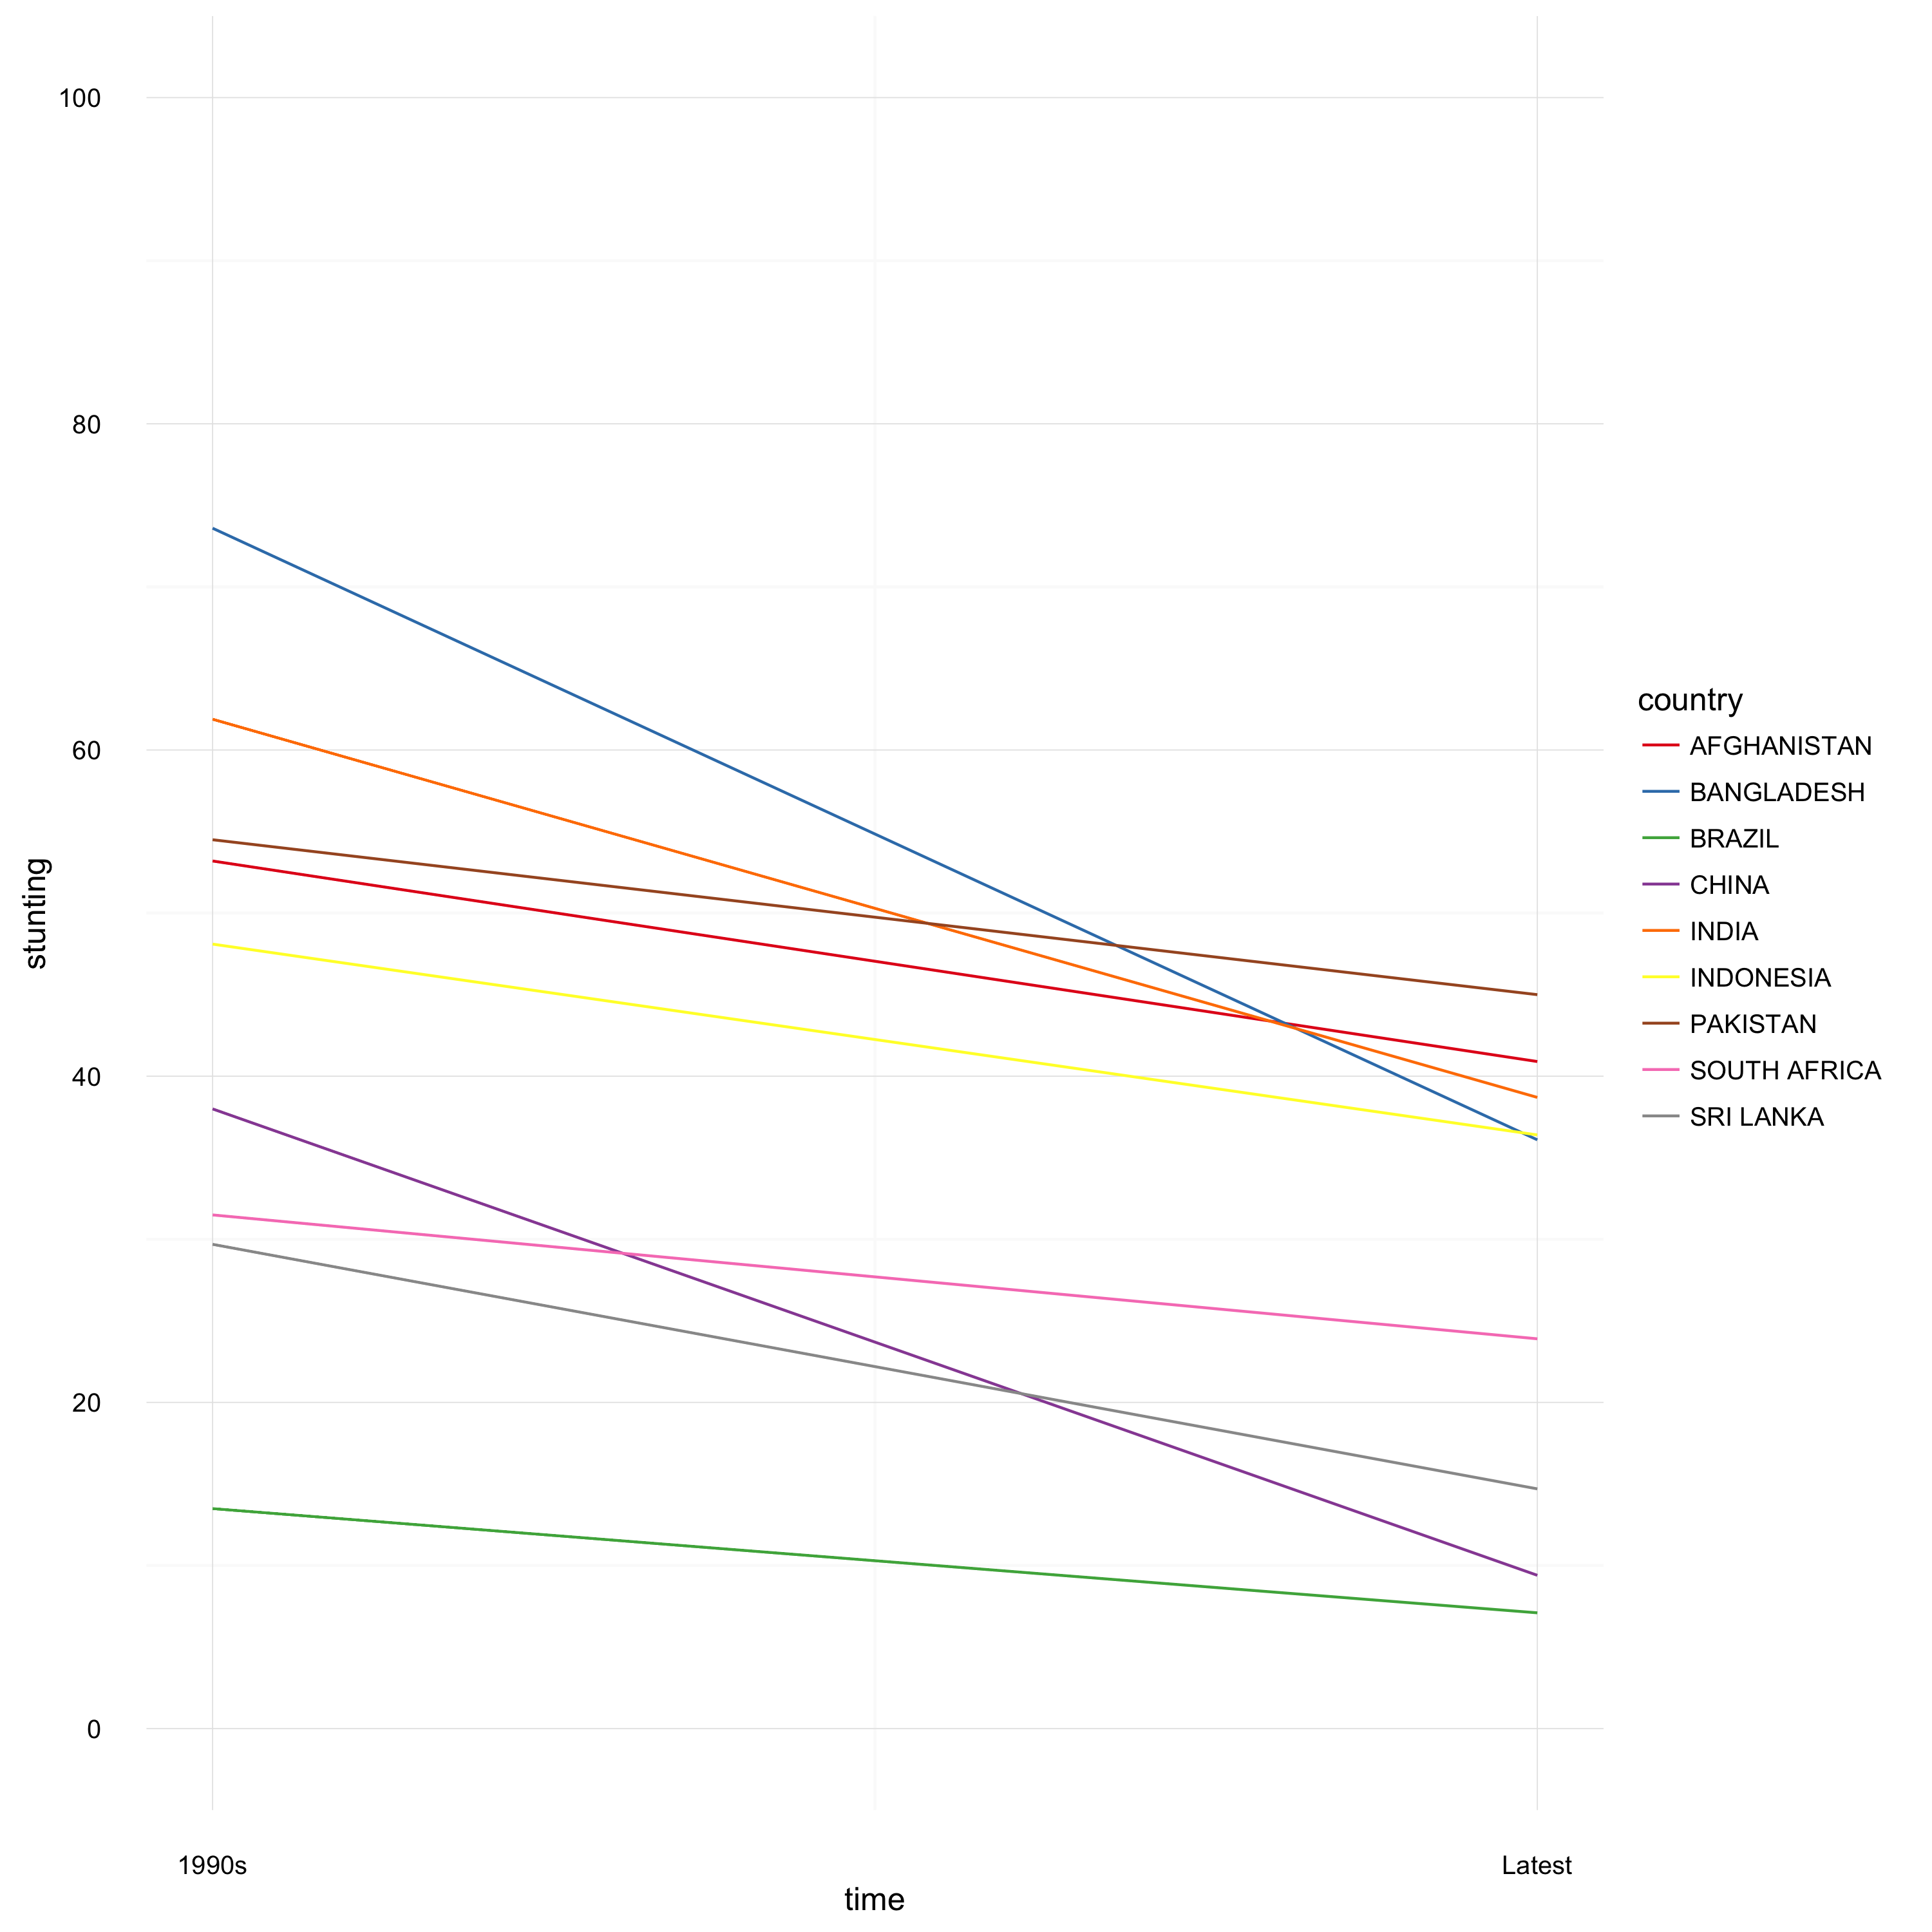 100
80
60
40
20
0
stunting
1990s
Latest
time
country
AFGHANISTAN
BANGLADESH
BRAZIL
CHINA
INDIA
INDONESIA
PAKISTAN
SOUTH AFRICA
SRI LANKA